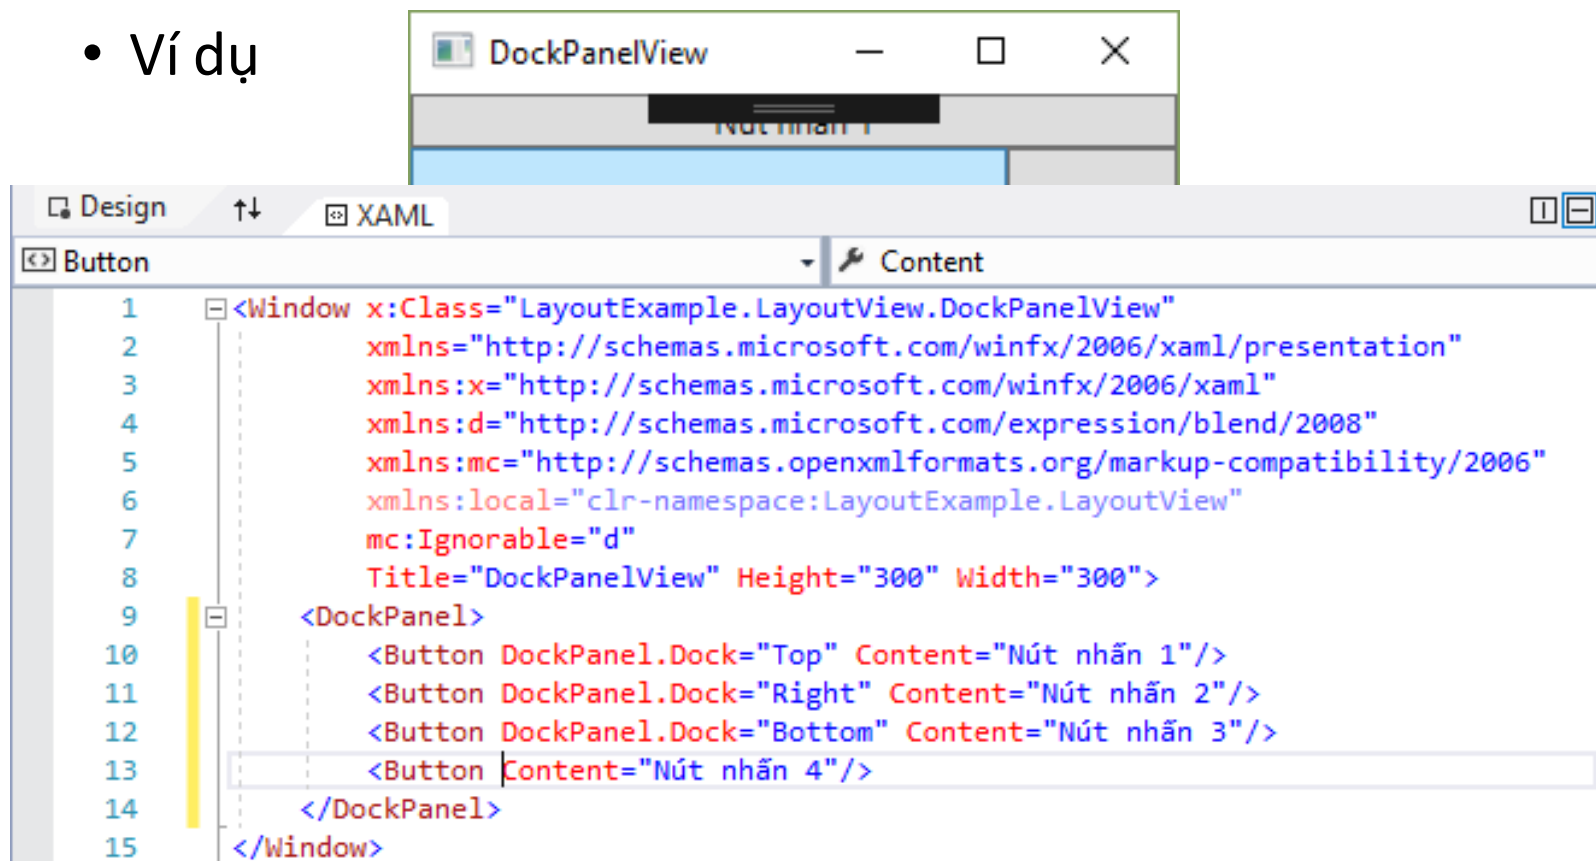 • Ví dụ
DockPanelView
Nút nhấn 1
Design
XAML
Button
Content
1 <Window x:Class="LayoutExample.LayoutView.DockPanelView"
2 xmlns="http://schemas.microsoft.com/winfx/2006/xaml/presentation"
3 xmlns:x="http://schemas.microsoft.com/winfx/2006/xaml"
4 xmlns:d="http://schemas.microsoft.com/expression/blend/2008"
5 xmlns:mc="http://schemas.openxmlformats.org/markup-compatibility/2006"
6 xmlns:local="clr-namespace:LayoutExample.LayoutView"
7 mc:Ignorable="d"
8 Title="DockPanelView" Height="300" Width="300">
9 <DockPanel>
10 <Button DockPanel.Dock="Top" Content="Nút nhấn 1"/>
11 <Button DockPanel.Dock="Right" Content="Nút nhấn 2"/>
12 <Button DockPanel.Dock="Bottom" Content="Nút nhấn 3"/>
13 <Button Content="Nút nhấn 4"/>
14 </DockPanel>
15 </Window>